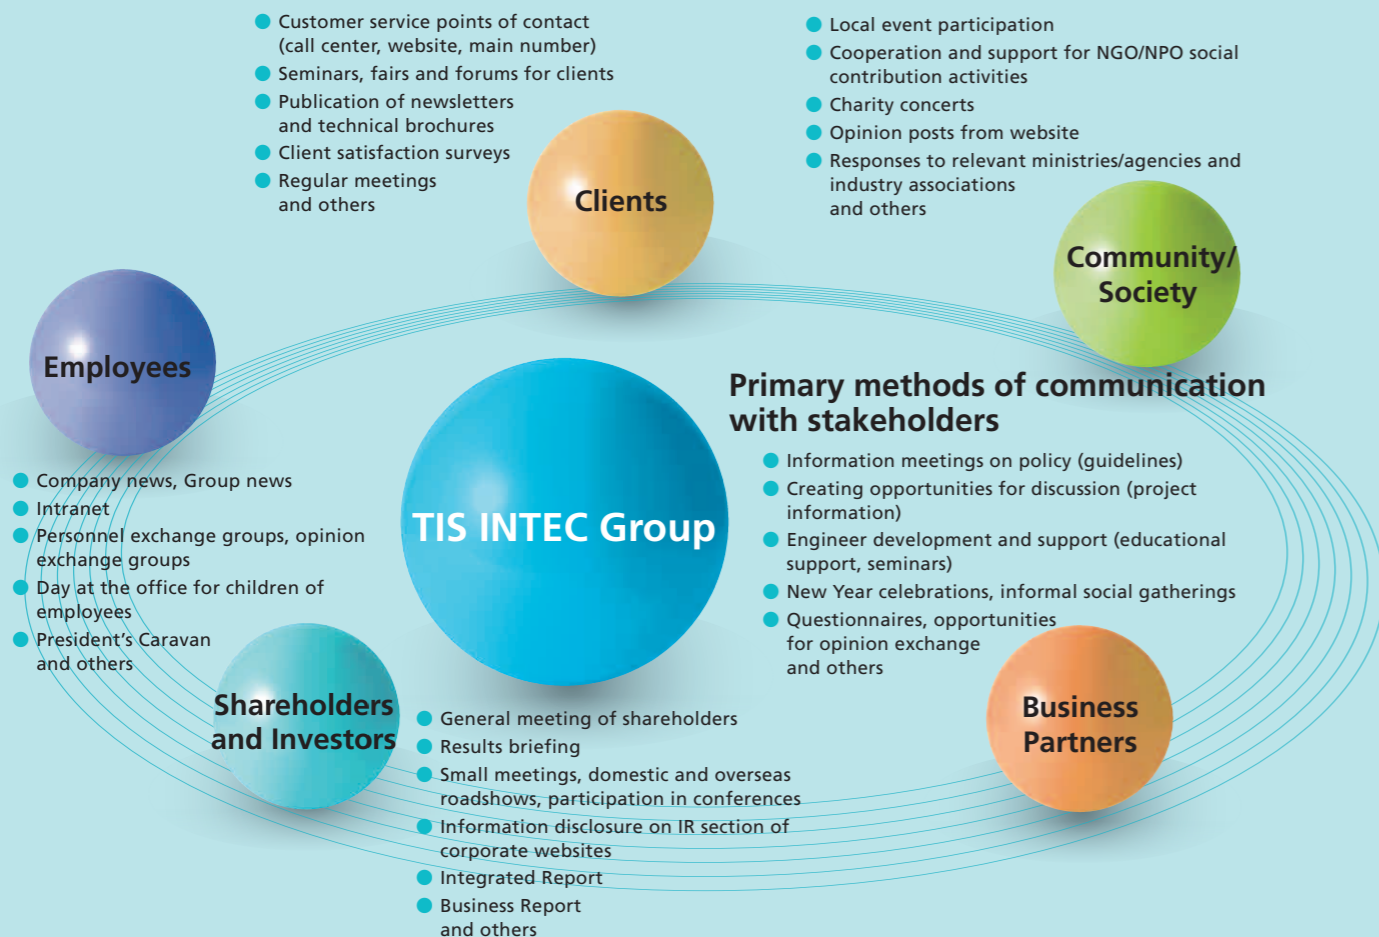 Customer service points of contact
(call center, website, main number)
Seminars, fairs and forums for clients
Publication of newsletters
and technical brochures
Client satisfaction surveys
Regular meetings
and others
Clients
Local event participation
Cooperation and support for NGO/NPO social
contribution activities
Charity concerts
Opinion posts from website
Responses to relevant ministries/agencies and
industry associations
and others
Community/
Society
Employees
Company news, Group news
Intranet
Personnel exchange groups, opinion
exchange groups
Day at the office for children of
employees
President’s Caravan
and others
TIS INTEC Group
Primary methods of communication
with stakeholders
Information meetings on policy (guidelines)
Creating opportunities for discussion (project
information)
Engineer development and support (educational
support, seminars)
New Year celebrations, informal social gatherings
Questionnaires, opportunities
for opinion exchange
and others
Business
Partners
Shareholders
and Investors
General meeting of shareholders
Results briefing
Small meetings, domestic and overseas
roadshows, participation in conferences
Information disclosure on IR section of
corporate websites
Integrated Report
Business Report
and others